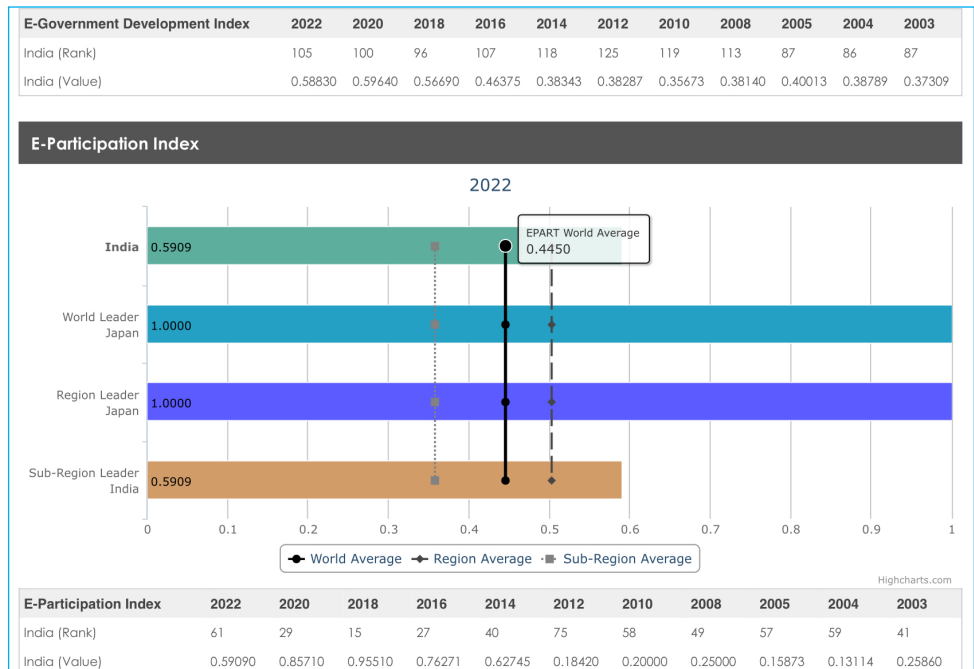 E-Government Development Index 2022 2020 2018 2016 2014 2012 2010 2008 2005 2004 2003
India (Rank) 105 100 96 107 118 125 119 113 87 86 87
India (Value) 0.58830 0.59640 0.56690 0.46375 0.38343 0.38287 0.35673 0.38140 0.40013 0.38789 0.37309
E-Participation Index
2022
India 0.5909
EPART World Average
0.4450
World Leader
Japan
1.0000
Region Leader
Japan
1.0000
Sub-Region Leader
India
0.5909
0 0.1 0.2 0.3 0.4 0.5 0.6 0.7 0.8 0.9 1
World Average Region Average Sub-Region Average
Highcharts.com
E-Participation Index 2022 2020 2018 2016 2014 2012 2010 2008 2005 2004 2003
India (Rank) 61 29 15 27 40 75 58 49 57 59 41
India (Value) 0.59090 0.85710 0.95510 0.76271 0.62745 0.18420 0.20000 0.25000 0.15873 0.13114 0.25860